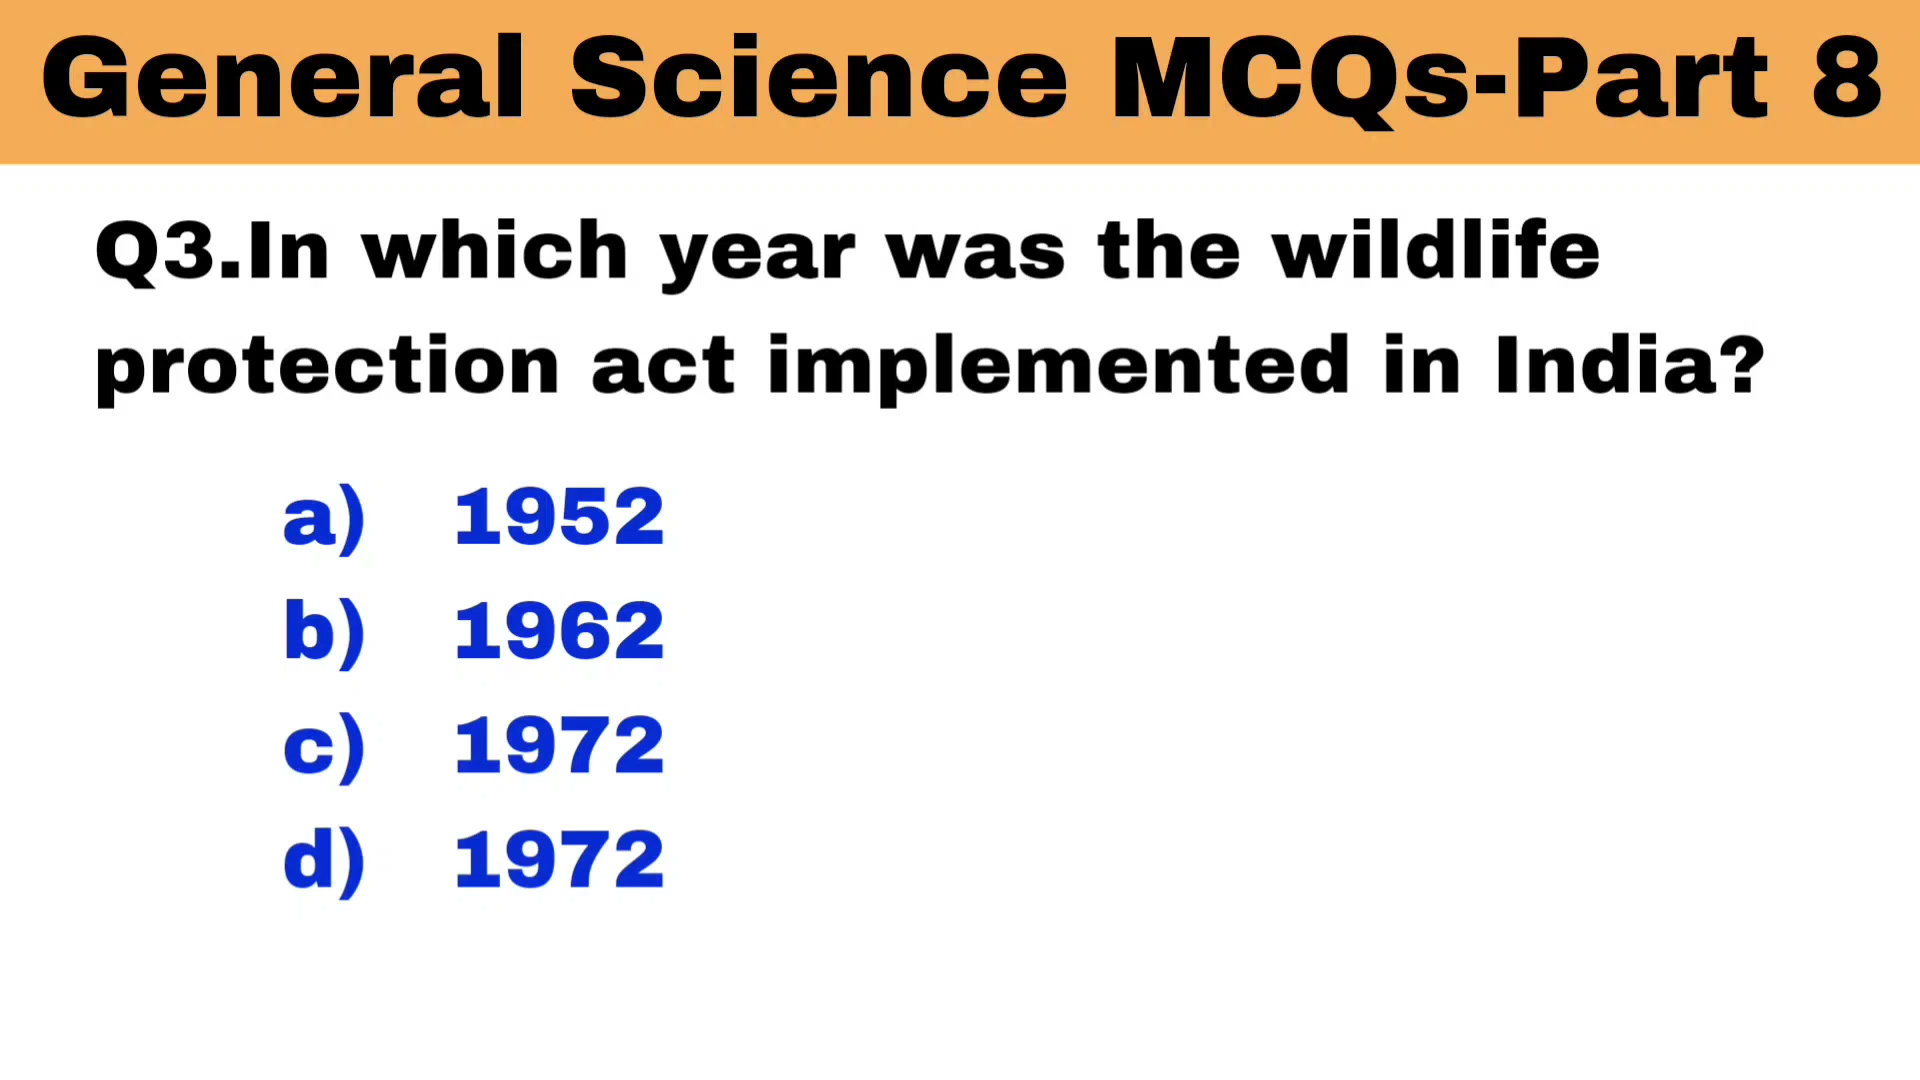 General Science MCQs-Part 8
Q3.In which year was the wildlife
protection act implemented in India?
a) 1952
b) 1962
c) 1972
d) 1972